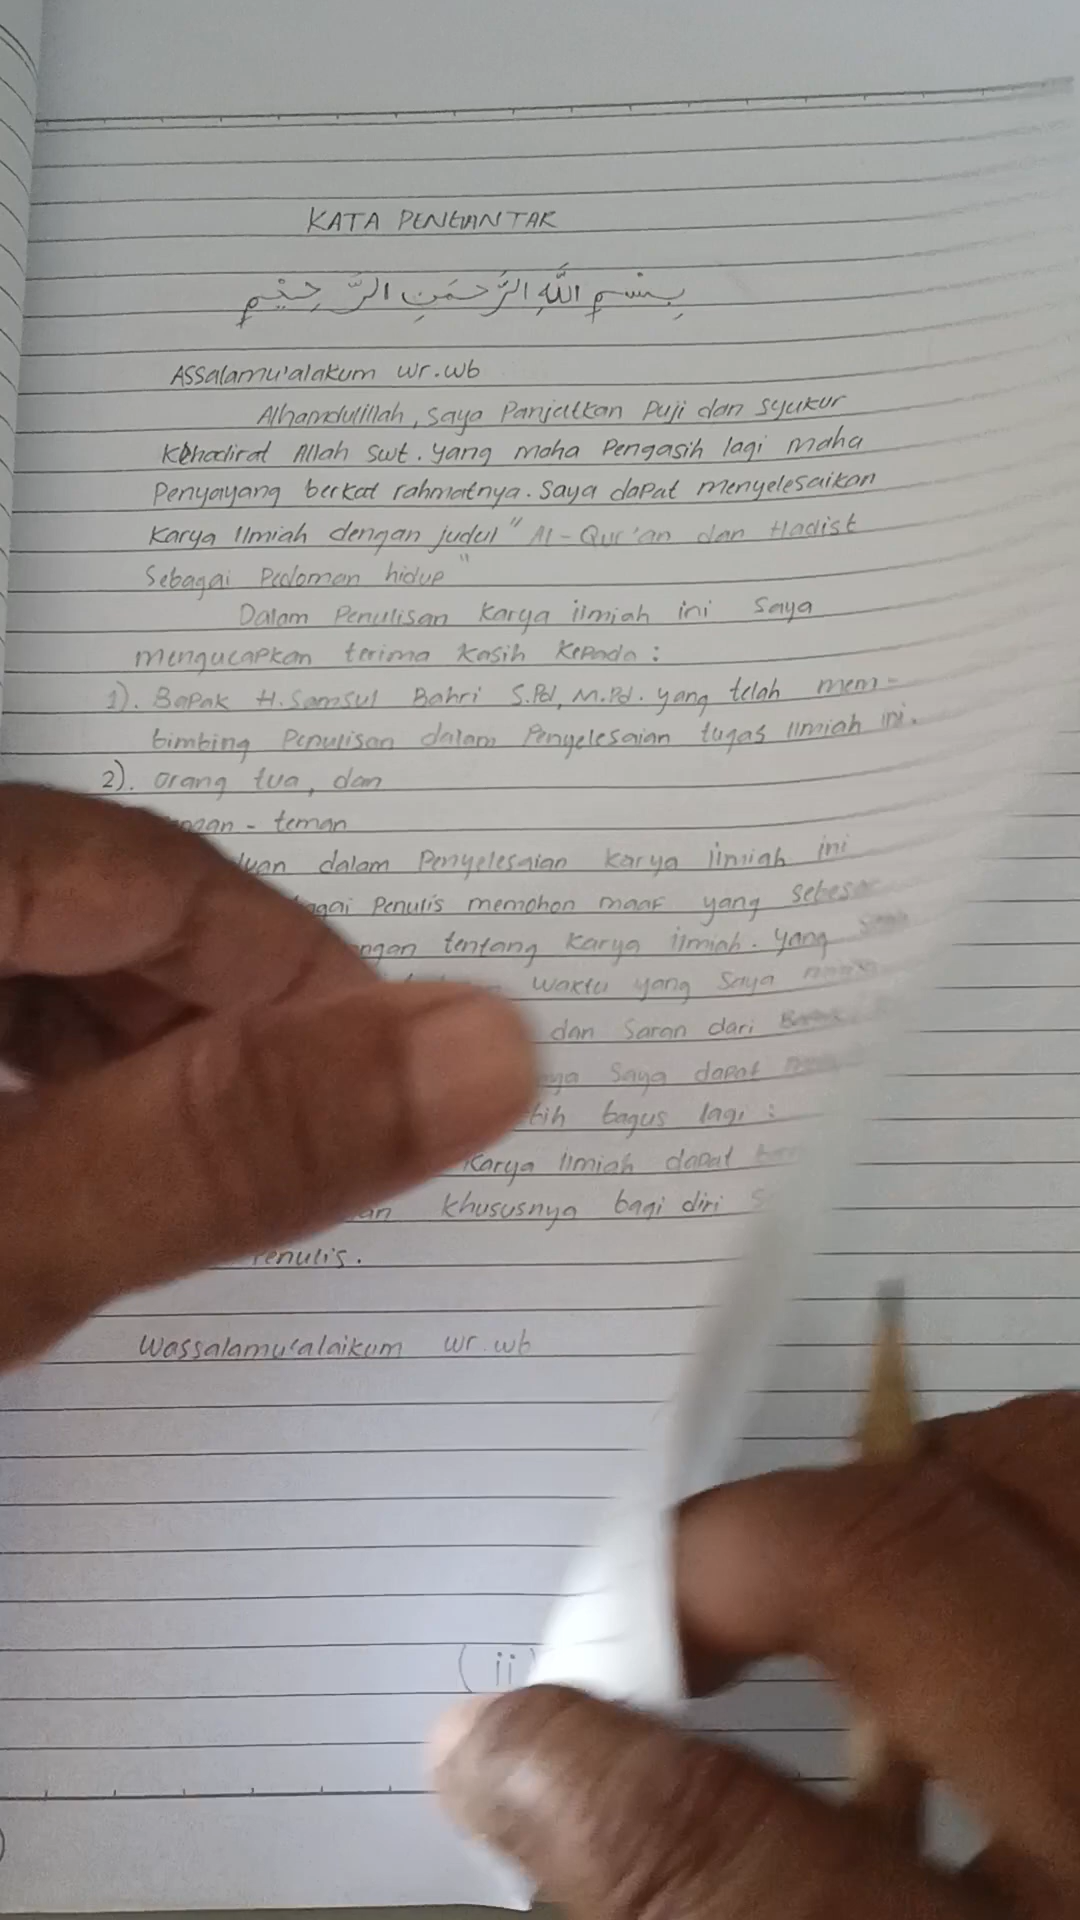 KATA PENGANTAR
بِسْمِ اللَّهِ الرَّحْمَنِ الرَّحِيْمِ
Assalamu'alakum wr.wb
Alhamdulillah, saya Panjatkan Puji dan syukur
Kehadirat Allah Swt. yang maha Pengasih lagi maha
Penyayang berkat rahmatnya. Saya dapat menyelesaikan
Karya Ilmiah dengan judul " Al-Qur'an dan Hadist
Sebagai Pedoman hidup "
Dalam Penulisan Karya ilmiah ini saya
mengucapkan terima kasih kepada :
1). Bapak H. Samsul Bahri S.Pd, M.Pd. yang telah mem-
bimbing Penulisan dalam Penyelesaian tugas Ilmiah ini.
2). Orang tua, dan
- teman
dalam Penyelesaian karya ilmiah ini
Penulis memohon maaf yang
tentang karya ilmiah. yang
waktu yang saya
dan saran dari
saya dapat
bagus lagi :
Karya Ilmiah dapat
khususnya bagi diri
Penulis.
Wassalamu'alaikum wr.wb
(ii)